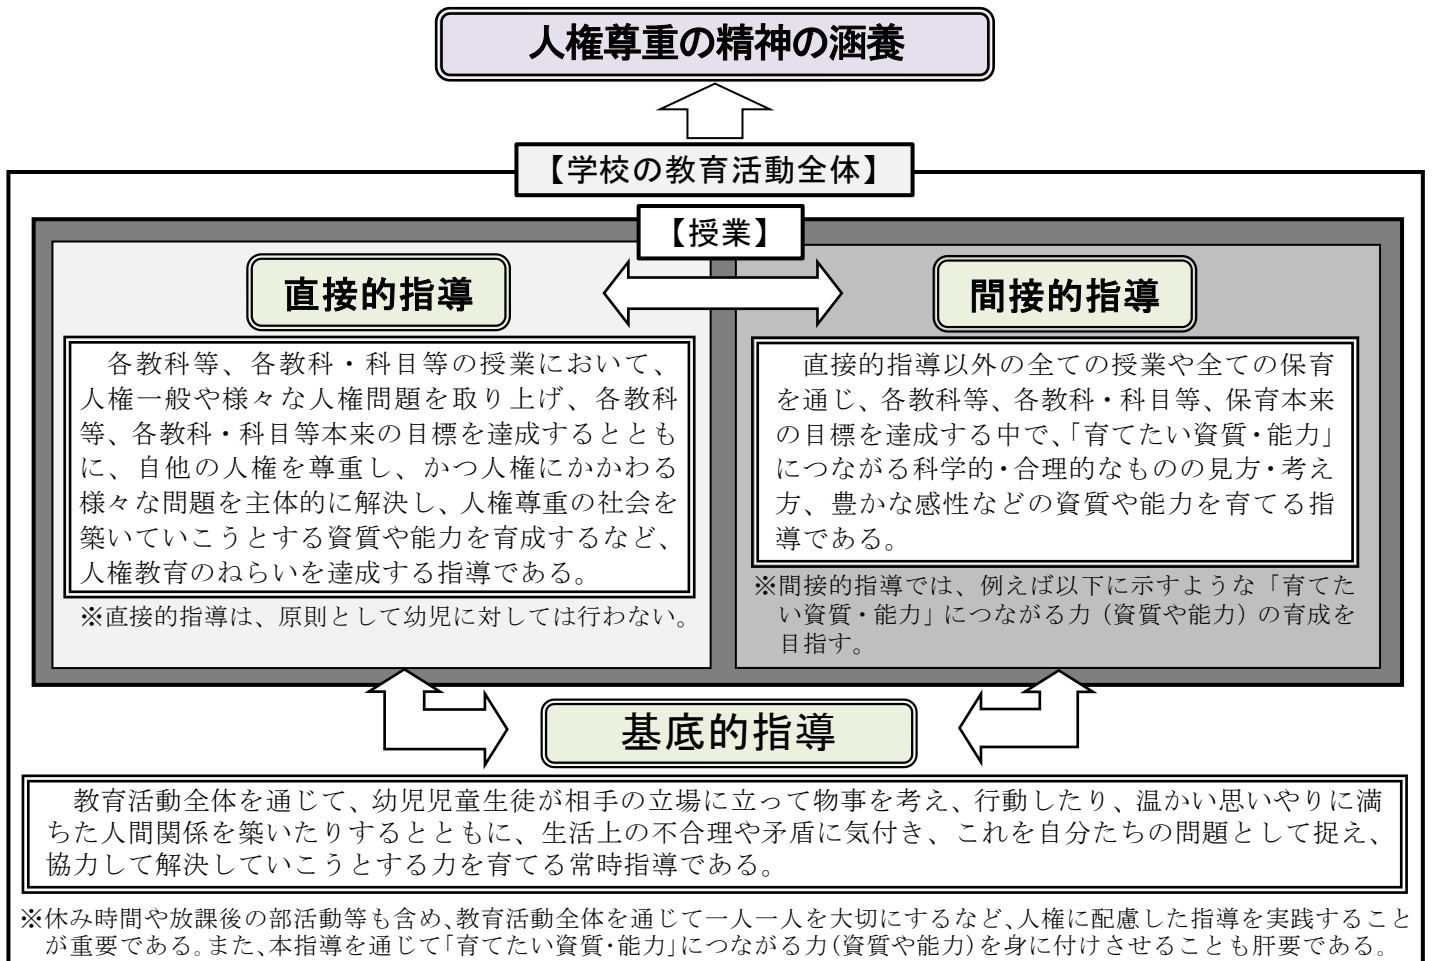 人権尊重の精神の涵養
【学校の教育活動全体】
【授業】
直接的指導
各教科等、各教科・科目等の授業において、
人権一般や様々な人権問題を取り上げ、各教科
等、各教科・科目等本来の目標を達成するととも
に、自他の人権を尊重し、かつ人権にかかわる
様々な問題を主体的に解決し、人権尊重の社会を
築いていこうとする資質や能力を育成するなど、
人権教育のねらいを達成する指導である。
※直接的指導は、原則として幼児に対しては行わない。
間接的指導
直接的指導以外の全ての授業や全ての保育
を通じ、各教科等、各教科・科目等、保育本来
の目標を達成する中で、「育てたい資質・能力」
につながる科学的・合理的なものの見方・考え
方、豊かな感性などの資質や能力を育てる指
導である。
※間接的指導では、例えば以下に示すような「育てた
い資質・能力」につながる力（資質や能力）の育成を
目指す。
基底的指導
教育活動全体を通じて、幼児児童生徒が相手の立場に立って物事を考え、行動したり、温かい思いやりに満
ちた人間関係を築いたりするとともに、生活上の不合理や矛盾に気付き、これを自分たちの問題として捉え、
協力して解決していこうとする力を育てる常時指導である。
※休み時間や放課後の部活動等も含め、教育活動全体を通じて一人一人を大切にするなど、人権に配慮した指導を実践すること
が重要である。また、本指導を通じて「育てたい資質・能力」につながる力(資質や能力)を身に付けさせることも肝要である。